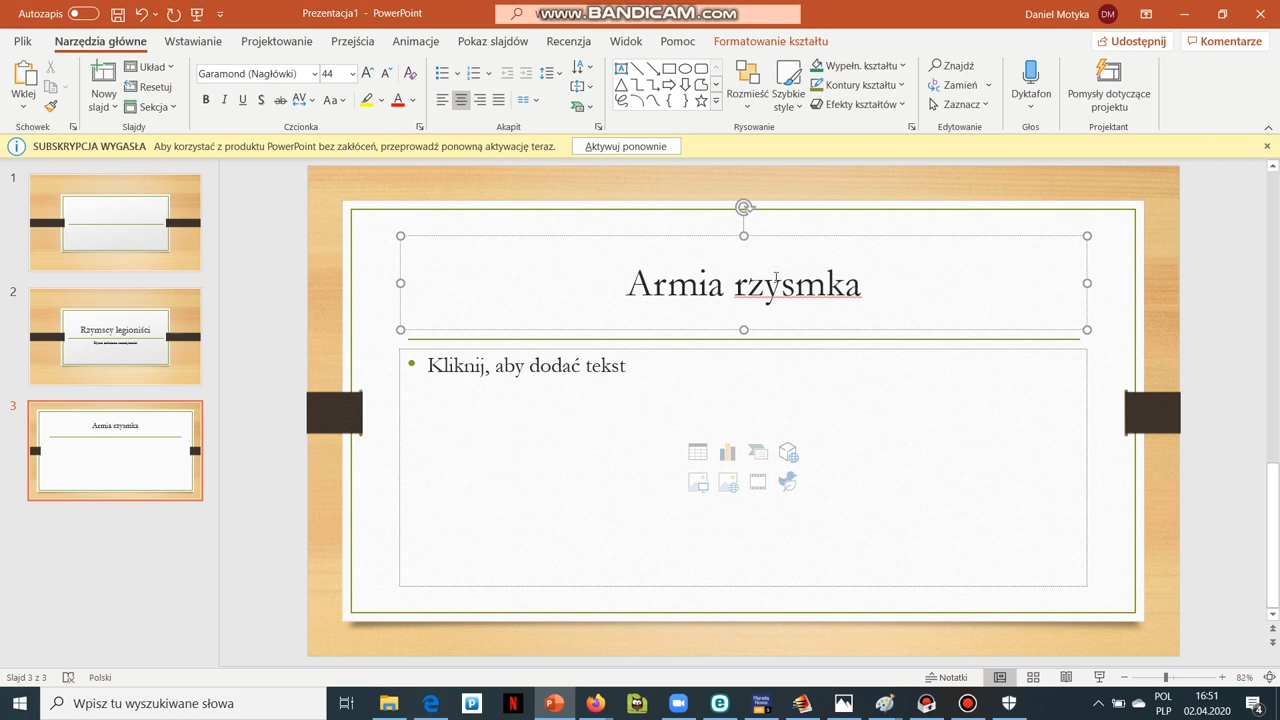 Autozapis
Prezentacja1 - PowerPoint
www.BANDICAM.com
Daniel Motyka DM
Plik Narzędzia główne Wstawianie Projektowanie Przejścia Animacje Pokaz slajdów Recenzja Widok Pomoc Formatowanie kształtu Udostępnij Komentarze
Wklej
Schowek
Nowy slajd
Układ
Resetuj
Sekcja
Slajdy
Garamond (Nagłówki) 44
B I U S ab AV Aa A
Czcionka
Akapit
Rozmieść
Szybkie style
Wypełn. kształtu
Kontury kształtu
Efekty kształtów
Rysowanie
Znajdź
Zamień
Zaznacz
Edytowanie
Dyktafon
Głos
Pomysły dotyczące projektu
Projektant
SUBSKRYPCJA WYGASŁA Aby korzystać z produktu PowerPoint bez zakłóceń, przeprowadź ponowną aktywację teraz. Aktywuj ponownie
1
2
Rzymscy legioniści
3
Armia rzysmka
Armia rzysmka
Kliknij, aby dodać tekst
Slajd 3 z 3 Polski Notatki 82%
Wpisz tu wyszukiwane słowa
POL
PLP
16:51
02.04.2020
4